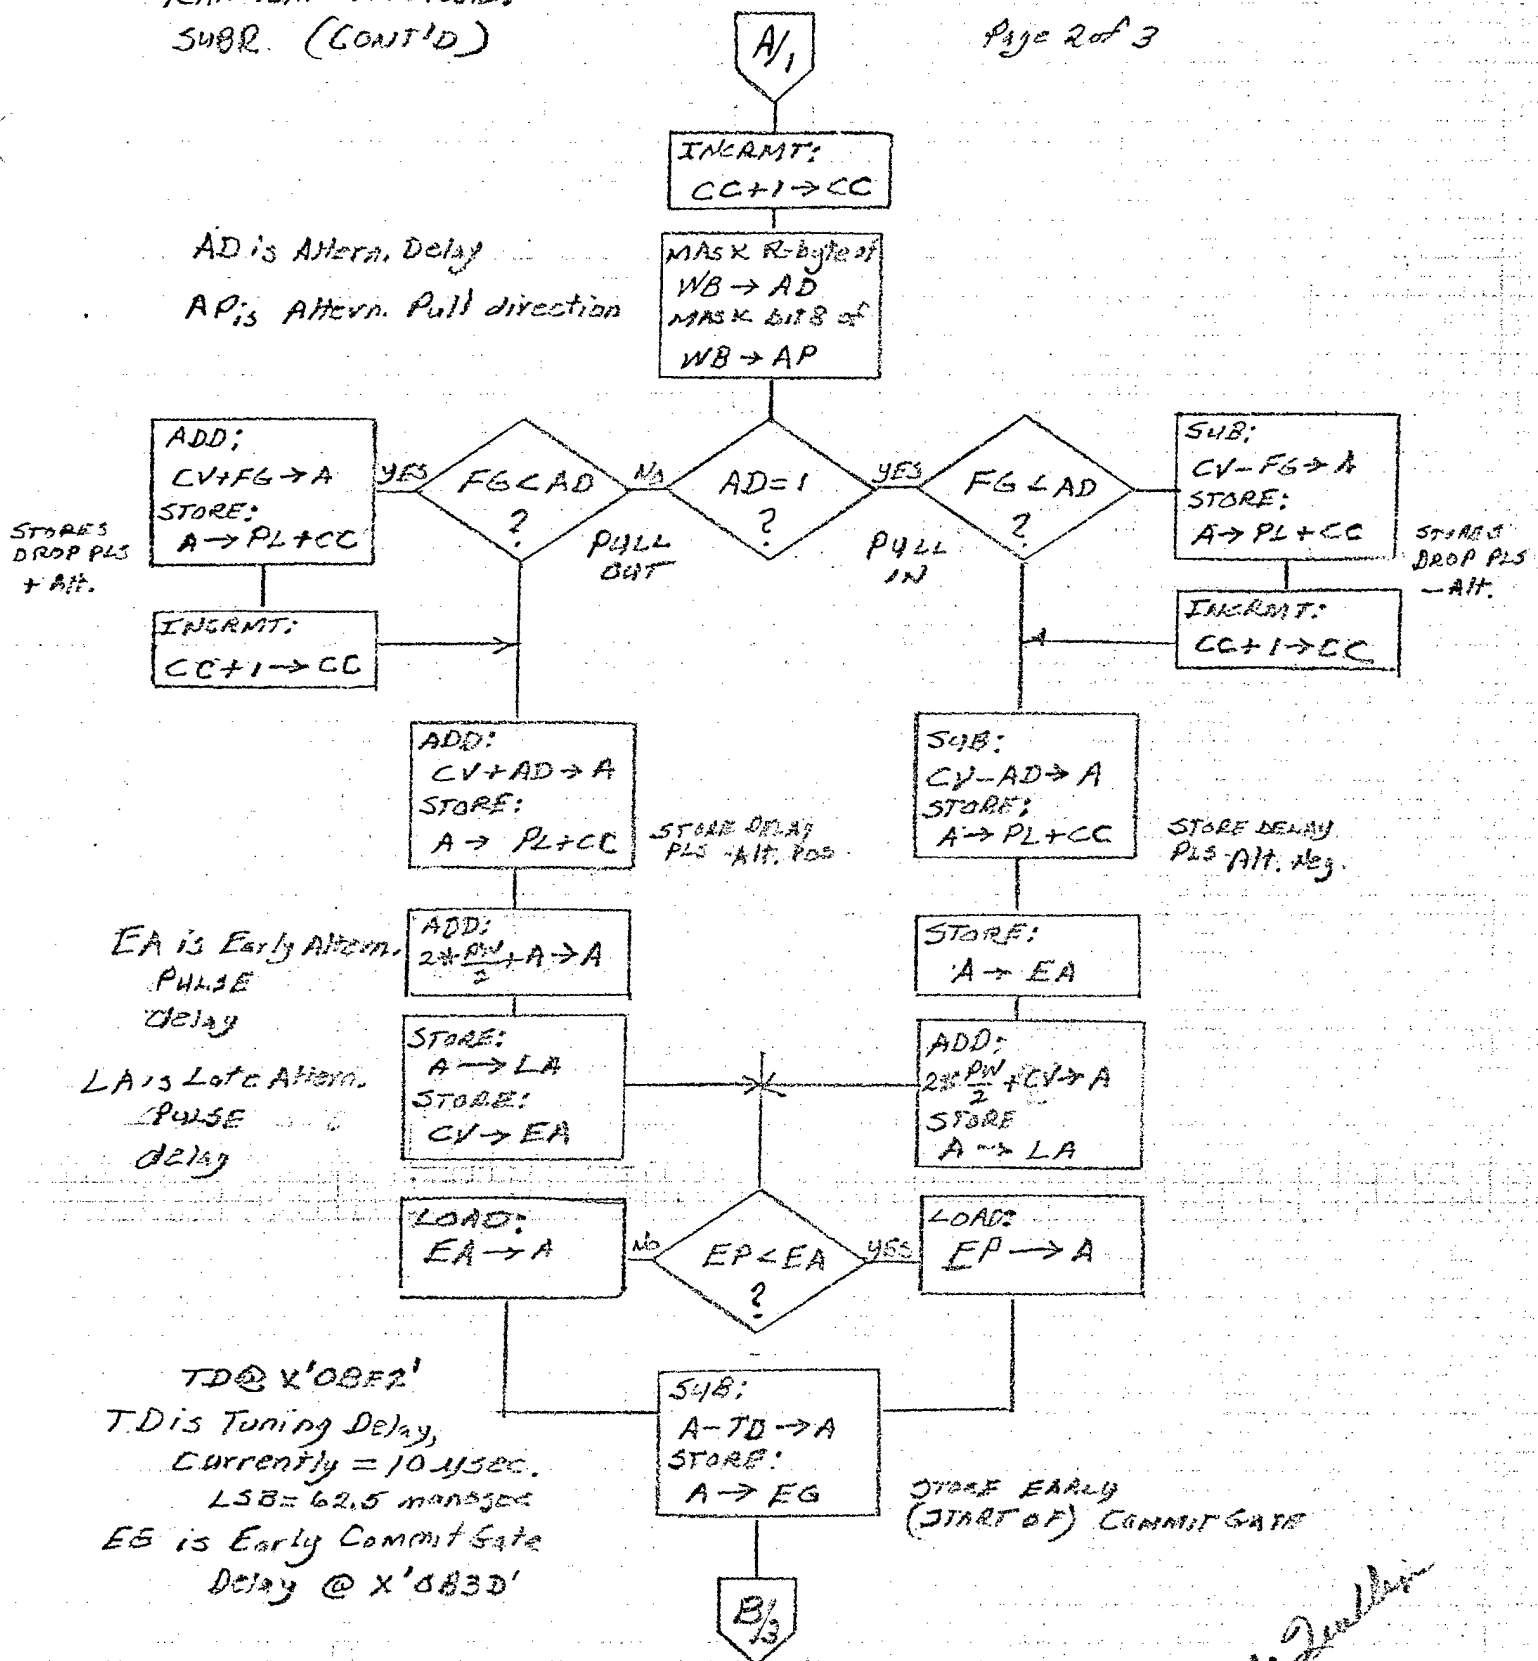 SUBR. (CONT'D)
Page 2 of 3
A/1
INCRMT:
CC+1→CC
AD is Altern. Delay
AP is Altern. Pull direction
MASK R-byte of
WB→AD
MASK bit 8 of
WB→AP
ADD:
CV+FG→A
STORE:
A→PL+CC
YES
FG<AD
?
NO
AD=1
?
YES
FG<AD
?
SUB:
CV-FG→A
STORE:
A→PL+CC
STORES
DROP PLS
+ Alt.
PULL
OUT
PULL
IN
STORES
DROP PLS
-Alt.
INCRMT:
CC+1→CC
INCRMT:
CC+1→CC
ADD:
CV+AD→A
STORE:
A→ PL+CC
STORE DELAY
PLS -Alt. Pos
SUB:
CV-AD→A
STORE:
A→PL+CC
STORE DELAY
PLS -Alt. Neg.
EA is Early Altern.
PULSE
delay
ADD:
2*PW/2+A→A
STORE:
A→EA
LA is Late Altern.
PULSE
delay
STORE:
A→LA
STORE:
CV→EA
ADD:
2*PW/2+CV→A
STORE
A→LA
LOAD:
EA→A
NO
EP<EA
?
YES
LOAD:
EP→A
TD@ X'0BF2'
TD is Tuning Delay,
Currently = 10 µsec.
LSB= 62.5 nanosec
EG is Early Commit Gate
Delay @ X'0B3D'
SUB:
A-TD→A
STORE:
A→EG
STORE EARLY
(START OF) COMMIT GATE
B/3